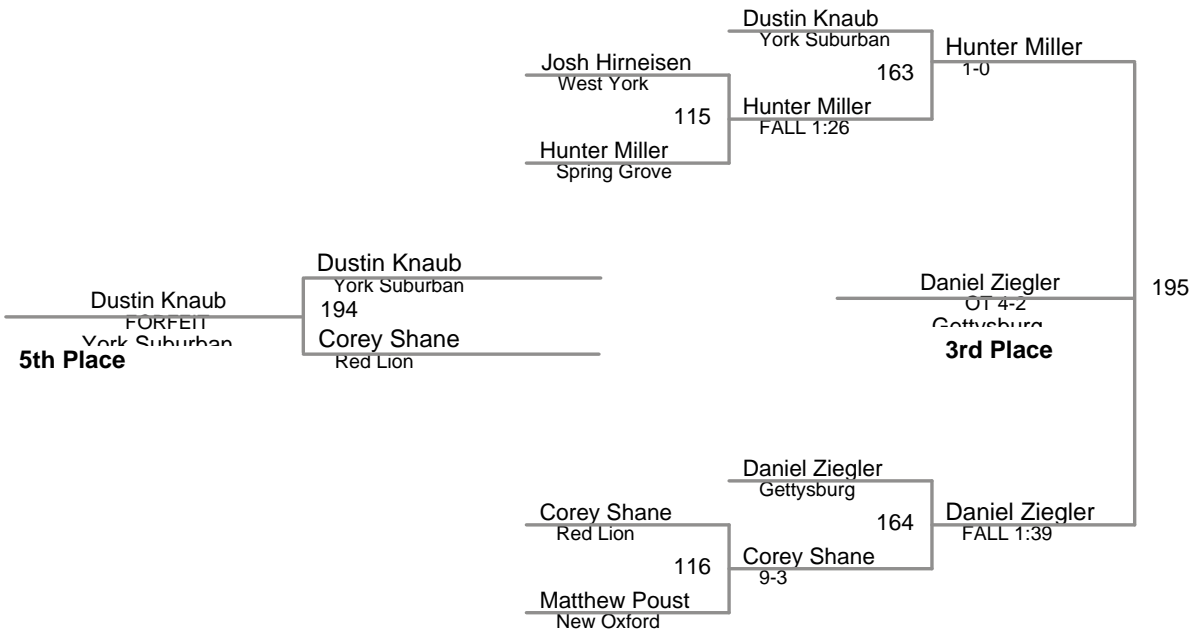 Dustin Knaub
York Suburban
Hunter Miller
1-0
Josh Hirneisen
West York
163
115
Hunter Miller
FALL 1:26
Hunter Miller
Spring Grove
Dustin Knaub
York Suburban
Dustin Knaub
FORFEIT
York Suburban
5th Place
194
Corey Shane
Red Lion
Daniel Ziegler
OT 4-2
Gettysburg
3rd Place
195
Daniel Ziegler
Gettysburg
Corey Shane
Red Lion
164
Daniel Ziegler
FALL 1:39
116
Corey Shane
9-3
Matthew Poust
New Oxford